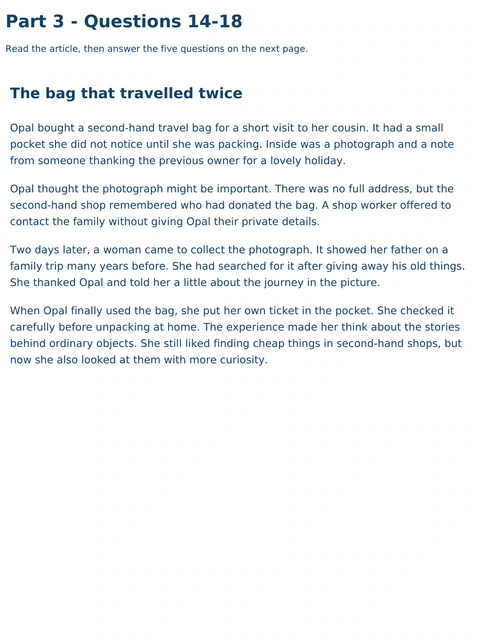 Part 3 - Questions 14-18
Read the article, then answer the five questions on the next page.
The bag that travelled twice
Opal bought a second-hand travel bag for a short visit to her cousin. It had a small
pocket she did not notice until she was packing. Inside was a photograph and a note
from someone thanking the previous owner for a lovely holiday.
Opal thought the photograph might be important. There was no full address, but the
second-hand shop remembered who had donated the bag. A shop worker offered to
contact the family without giving Opal their private details.
Two days later, a woman came to collect the photograph. It showed her father on a
family trip many years before. She had searched for it after giving away his old things.
She thanked Opal and told her a little about the journey in the picture.
When Opal finally used the bag, she put her own ticket in the pocket. She checked it
carefully before unpacking at home. The experience made her think about the stories
behind ordinary objects. She still liked finding cheap things in second-hand shops, but
now she also looked at them with more curiosity.